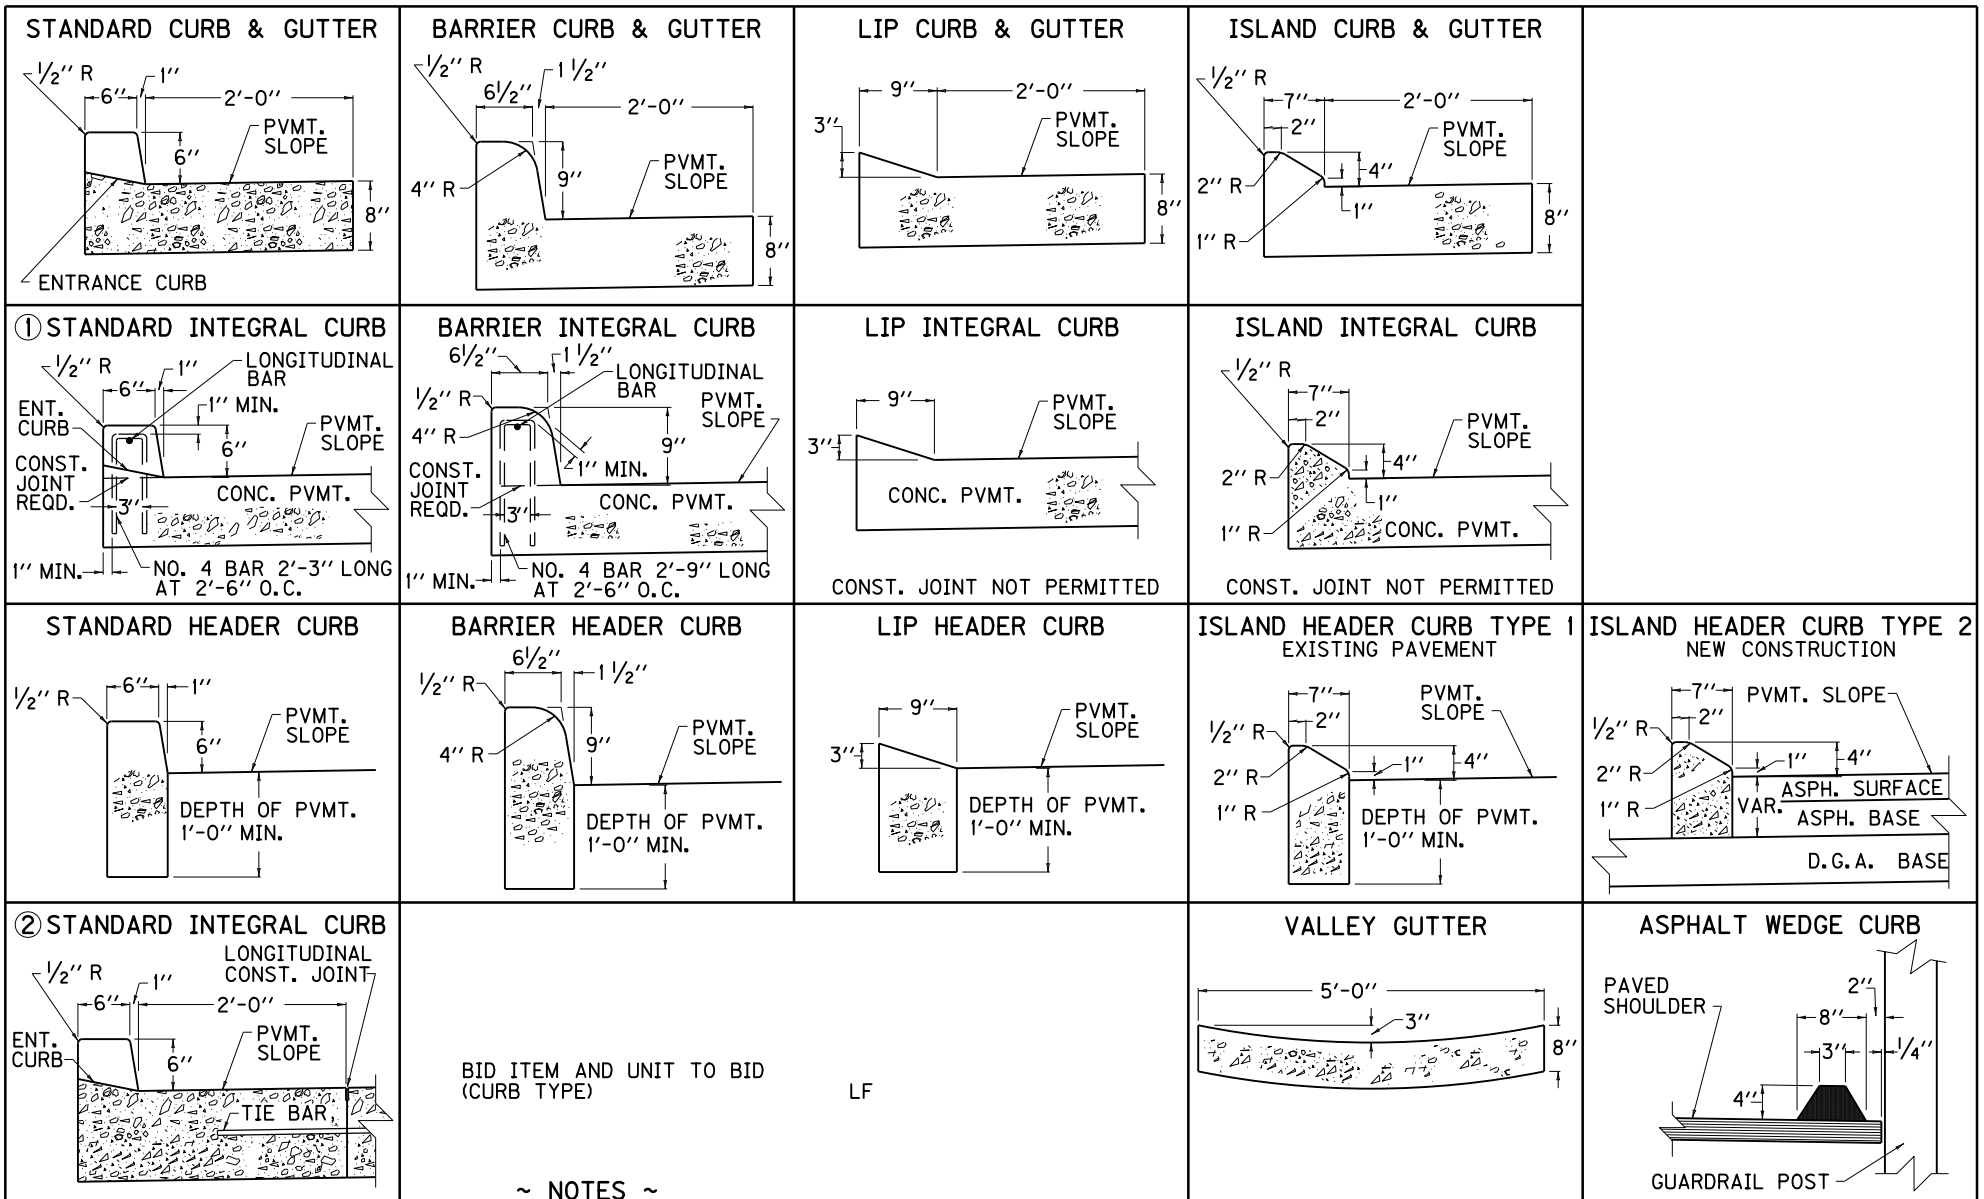 STANDARD CURB & GUTTER
1/2" R
6"
1"
2'-0"
PVMT.
SLOPE
6"
8"
ENTRANCE CURB
BARRIER CURB & GUTTER
1/2" R
6 1/2"
1 1/2"
2'-0"
PVMT.
SLOPE
4" R
9"
8"
LIP CURB & GUTTER
9"
2'-0"
3"
PVMT.
SLOPE
8"
ISLAND CURB & GUTTER
1/2" R
7"
2'-0"
2"
PVMT.
SLOPE
4"
2" R
1"
8"
1" R
① STANDARD INTEGRAL CURB
1/2" R
1"
LONGITUDINAL
BAR
6"
1" MIN.
ENT.
CURB
PVMT.
SLOPE
6"
CONST.
JOINT
REQD.
CONC. PVMT.
3"
1" MIN.
NO. 4 BAR 2'-3" LONG
AT 2'-6" O.C.
BARRIER INTEGRAL CURB
6 1/2"
1 1/2"
LONGITUDINAL
BAR
1/2" R
PVMT.
SLOPE
4" R
9"
1" MIN.
CONST.
JOINT
REQD.
CONC. PVMT.
3"
1" MIN.
NO. 4 BAR 2'-9" LONG
AT 2'-6" O.C.
LIP INTEGRAL CURB
9"
PVMT.
SLOPE
3"
CONC. PVMT.
CONST. JOINT NOT PERMITTED
ISLAND INTEGRAL CURB
1/2" R
7"
2"
PVMT.
SLOPE
4"
2" R
1"
1" R
CONC. PVMT.
CONST. JOINT NOT PERMITTED
STANDARD HEADER CURB
1/2" R
6"
1"
PVMT.
SLOPE
6"
DEPTH OF PVMT.
1'-0" MIN.
BARRIER HEADER CURB
6 1/2"
1 1/2"
1/2" R
PVMT.
SLOPE
4" R
9"
DEPTH OF PVMT.
1'-0" MIN.
LIP HEADER CURB
9"
PVMT.
SLOPE
3"
DEPTH OF PVMT.
1'-0" MIN.
ISLAND HEADER CURB TYPE 1
EXISTING PAVEMENT
7"
PVMT.
SLOPE
2"
1/2" R
1"
4"
2" R
1" R
DEPTH OF PVMT.
1'-0" MIN.
ISLAND HEADER CURB TYPE 2
NEW CONSTRUCTION
7"
PVMT. SLOPE
2"
1/2" R
1"
4"
2" R
ASPH. SURFACE
1" R
VAR.
ASPH. BASE
D.G.A. BASE
② STANDARD INTEGRAL CURB
LONGITUDINAL
CONST. JOINT
1/2" R
1"
6"
2'-0"
ENT.
CURB
PVMT.
SLOPE
6"
TIE BAR
BID ITEM AND UNIT TO BID
(CURB TYPE) LF
~ NOTES ~
VALLEY GUTTER
5'-0"
3"
8"
ASPHALT WEDGE CURB
PAVED
SHOULDER
2"
8"
3"
1/4"
4"
GUARDRAIL POST